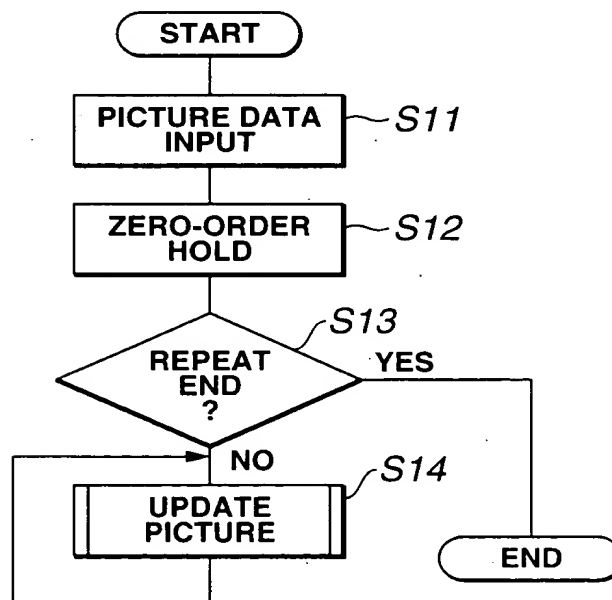 START
PICTURE DATA
INPUT
S11
ZERO-ORDER
HOLD
S12
S13
REPEAT
END
?
YES
NO
S14
UPDATE
PICTURE
END